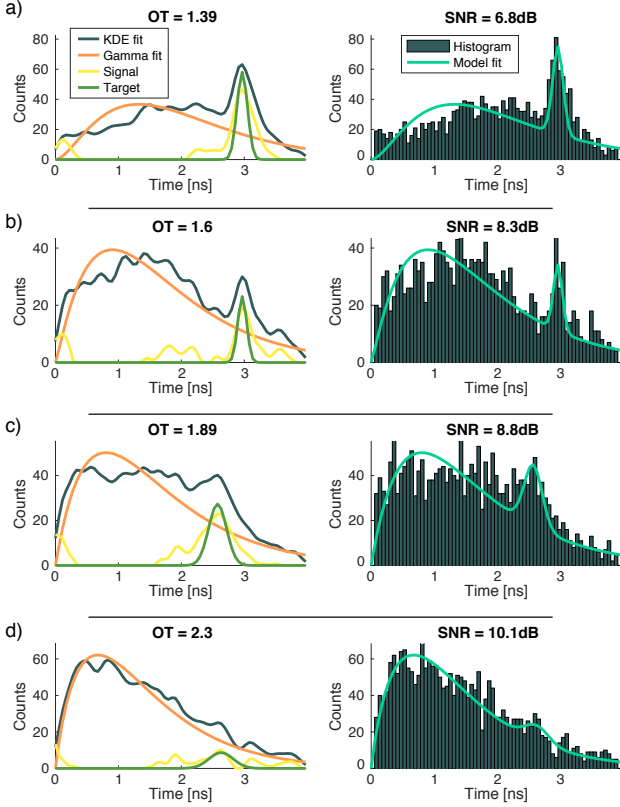 a)
OT = 1.39
SNR = 6.8dB
80
60
40
20
0
Counts
KDE fit
Gamma fit
Signal
Target
0 1 2 3
Time [ns]
80
60
40
20
0
Counts
Histogram
Model fit
0 1 2 3
Time [ns]
b)
OT = 1.6
SNR = 8.3dB
40
20
0
Counts
0 1 2 3
Time [ns]
40
20
0
Counts
0 1 2 3
Time [ns]
c)
OT = 1.89
SNR = 8.8dB
40
20
0
Counts
0 1 2 3
Time [ns]
40
20
0
Counts
0 1 2 3
Time [ns]
d)
OT = 2.3
SNR = 10.1dB
60
40
20
0
Counts
0 1 2 3
Time [ns]
60
40
20
0
Counts
0 1 2 3
Time [ns]